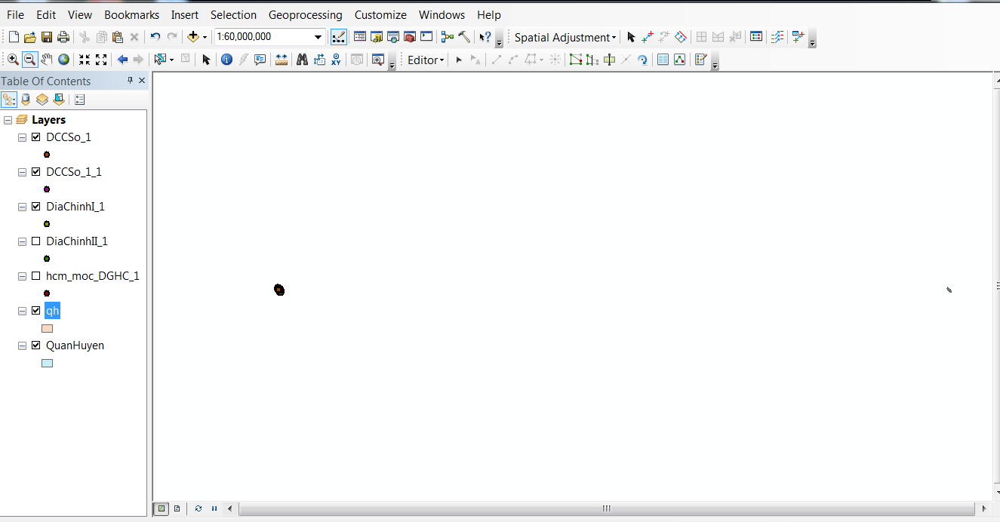 File Edit View Bookmarks Insert Selection Geoprocessing Customize Windows Help
1:60,000,000 Spatial Adjustment
Editor
XY
Table Of Contents
Layers
DCCSo_1
DCCSo_1_1
DiaChinhI_1
DiaChinhII_1
hcm_moc_DGHC_1
qh
QuanHuyen